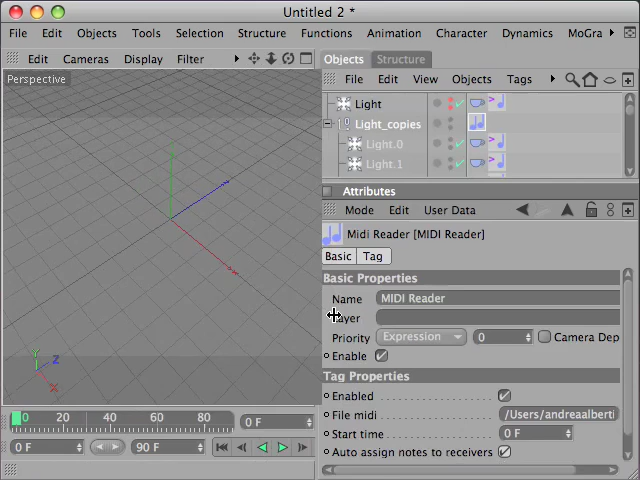 Untitled 2 *
File Edit Objects Tools Selection Structure Functions Animation Character Dynamics MoGra
Edit Cameras Display Filter
Objects Structure
File Edit View Objects Tags
Perspective
Light
Light_copies
Light.0
Light.1
Attributes
Mode Edit User Data
Midi Reader [MIDI Reader]
Basic Tag
Basic Properties
Name MIDI Reader
Layer
Priority Expression 0 Camera Dep
Enable
Tag Properties
Enabled
File midi /Users/andreaalberti
Start time 0 F
Auto assign notes to receivers
Y
Z
X
0 20 40 60 80 0 F
0 F 90 F